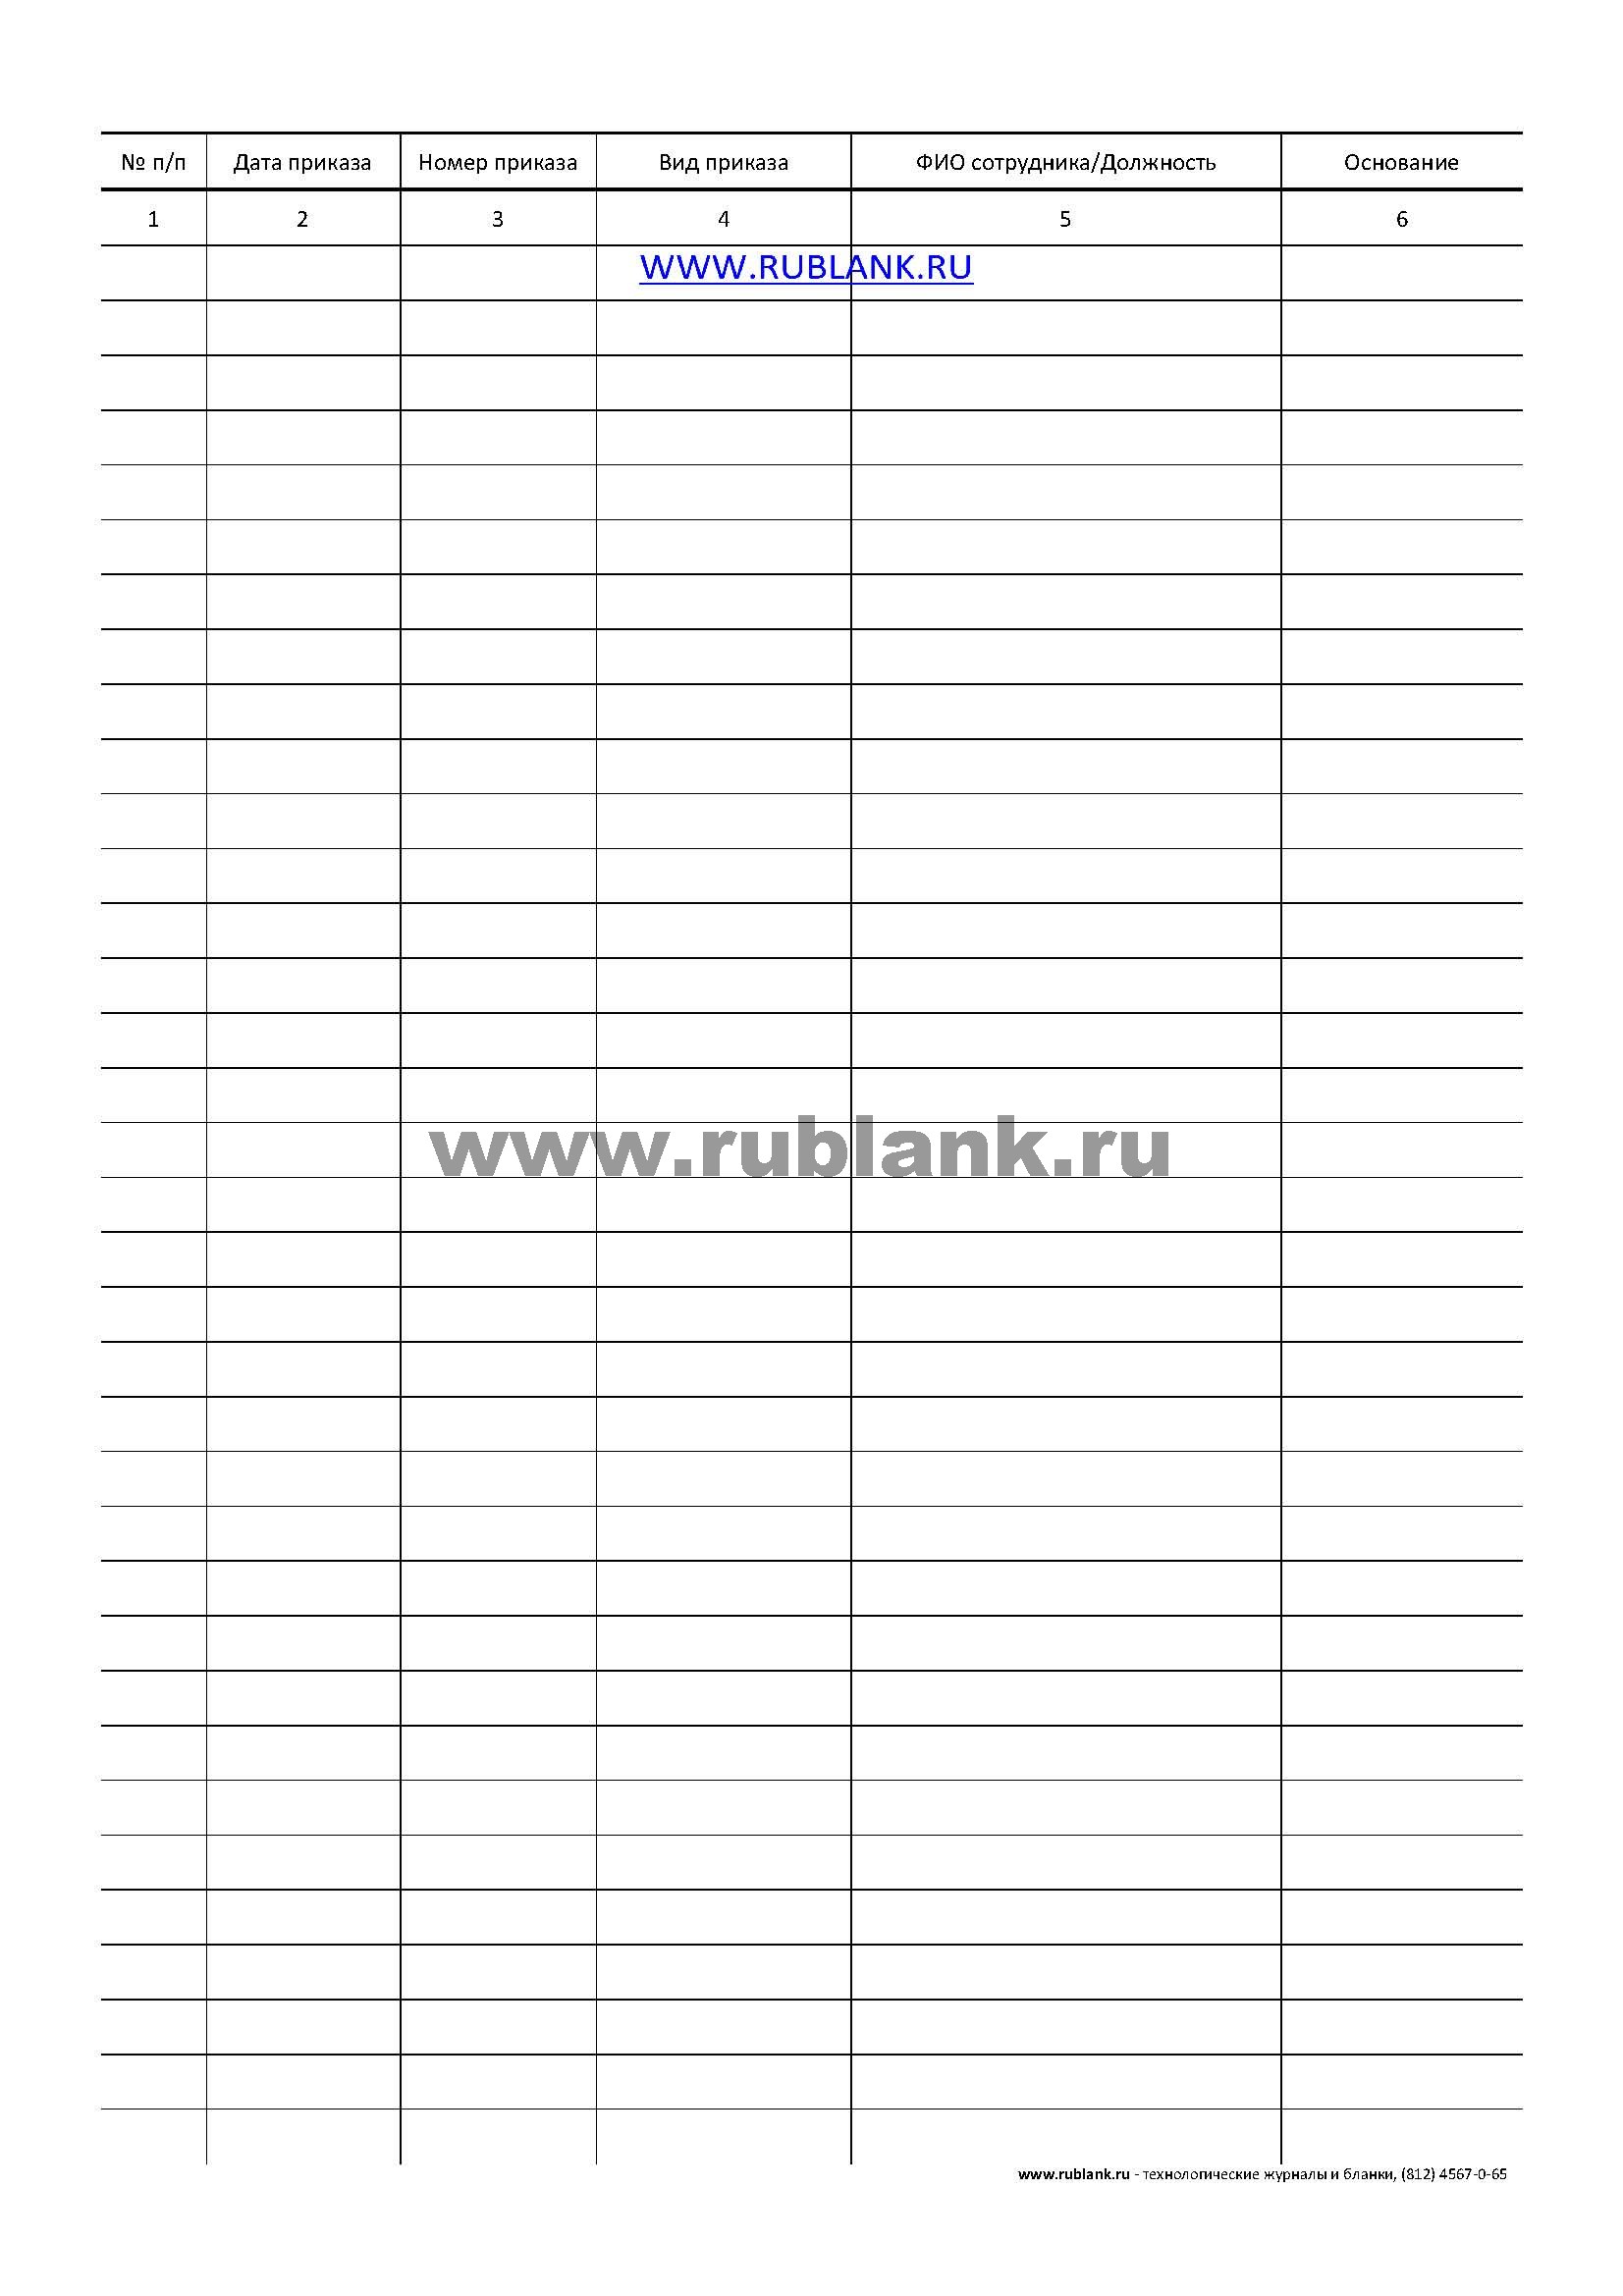 № п/п Дата приказа Номер приказа Вид приказа ФИО сотрудника/Должность Основание
1 2 3 4 5 6
WWW.RUBLANK.RU
www.rublank.ru
www.rublank.ru - технологические журналы и бланки, (812) 4567-0-65